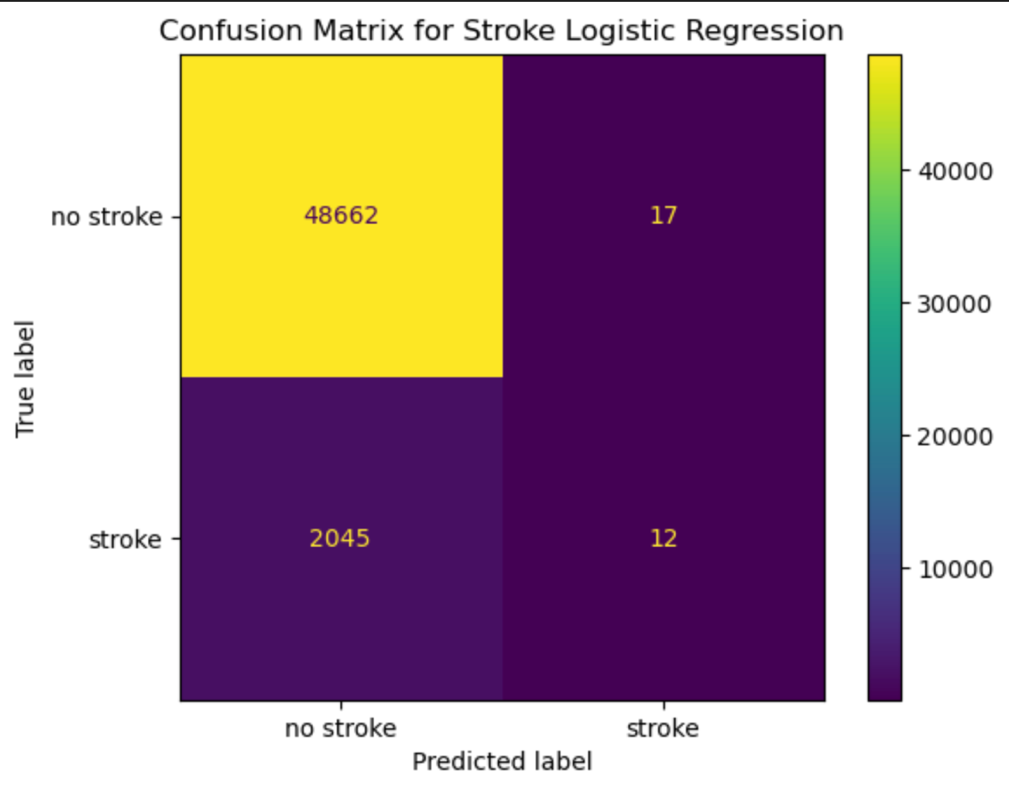 Confusion Matrix for Stroke Logistic Regression
True label
no stroke
48662
17
stroke
2045
12
no stroke
stroke
Predicted label
40000
30000
20000
10000